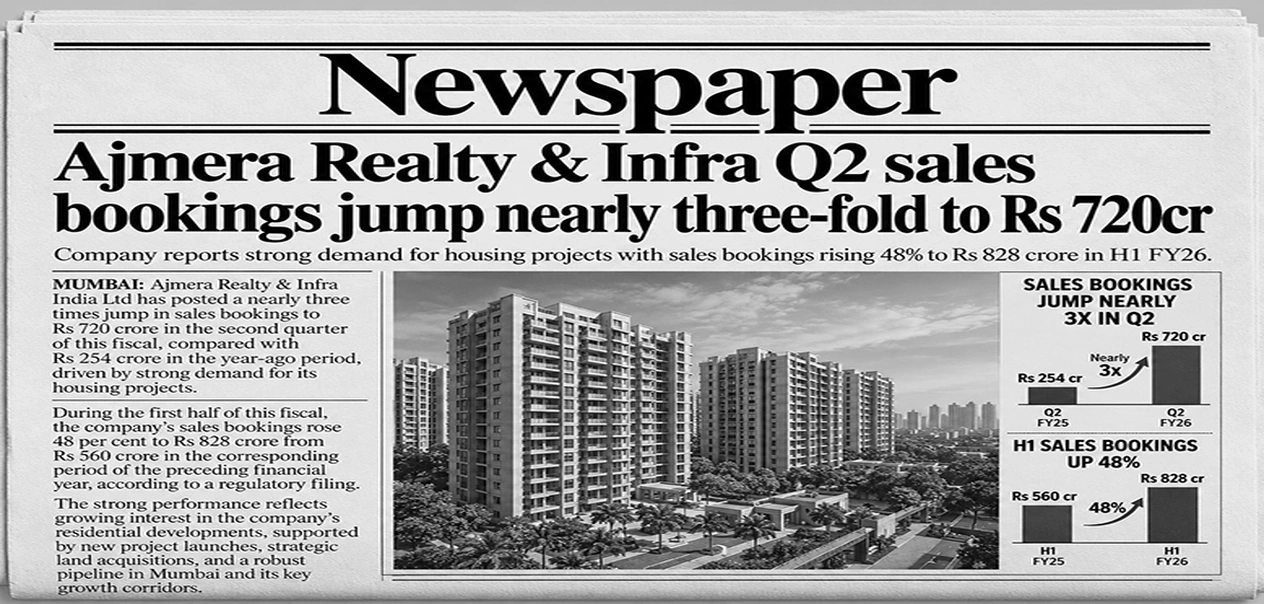 Newspaper
Ajmera Realty & Infra Q2 sales
bookings jump nearly three-fold to Rs 720cr
Company reports strong demand for housing projects with sales bookings rising 48% to Rs 828 crore in H1 FY26.
MUMBAI: Ajmera Realty & Infra
India Ltd has posted a nearly three
times jump in sales bookings to
Rs 720 crore in the second quarter
of this fiscal, compared with
Rs 254 crore in the year-ago period,
driven by strong demand for its
housing projects.
During the first half of this fiscal,
the company's sales bookings rose
48 per cent to Rs 828 crore from
Rs 560 crore in the corresponding
period of the preceding financial
year, according to a regulatory filing.
The strong performance reflects
growing interest in the company's
residential developments, supported
by new project launches, strategic
land acquisitions, and a robust
pipeline in Mumbai and its key
growth corridors.
SALES BOOKINGS
JUMP NEARLY
3X IN Q2
Rs 720 cr
Nearly
3x
Rs 254 cr
Q2
FY25
Q2
FY26
H1 SALES BOOKINGS
UP 48%
Rs 828 cr
Rs 560 cr
48%
H1
FY25
H1
FY26